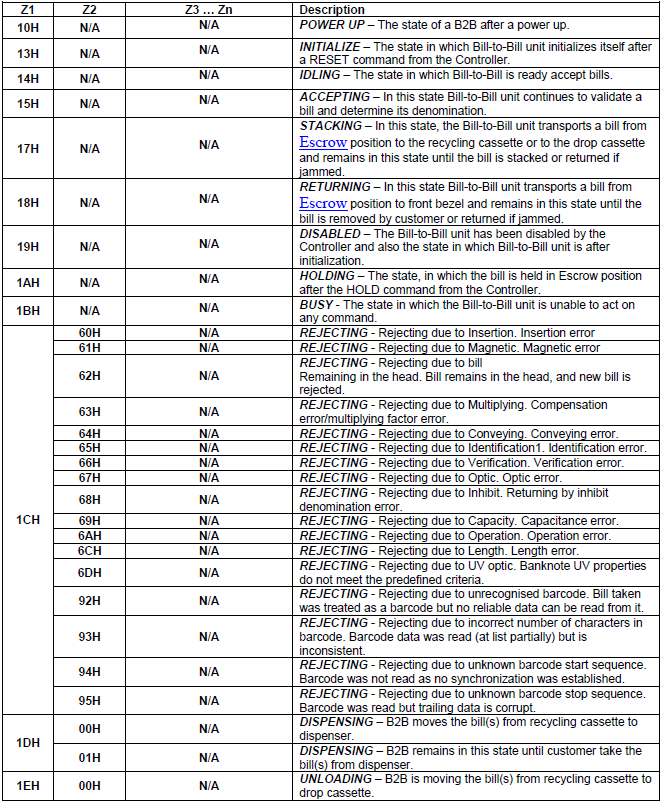 Z1 Z2 Z3 … Zn Description
10H N/A N/A POWER UP – The state of a B2B after a power up.
13H N/A N/A INITIALIZE – The state in which Bill-to-Bill unit initializes itself after
a RESET command from the Controller.
14H N/A N/A IDLING – The state in which Bill-to-Bill is ready accept bills.
15H N/A N/A ACCEPTING – In this state Bill-to-Bill unit continues to validate a
bill and determine its denomination.
17H N/A N/A STACKING – In this state, the Bill-to-Bill unit transports a bill from
Escrow position to the recycling cassette or to the drop cassette
and remains in this state until the bill is stacked or returned if
jammed.
18H N/A N/A RETURNING – In this state Bill-to-Bill unit transports a bill from
Escrow position to front bezel and remains in this state until the
bill is removed by customer or returned if jammed.
19H N/A N/A DISABLED – The Bill-to-Bill unit has been disabled by the
Controller and also the state in which Bill-to-Bill unit is after
initialization.
1AH N/A N/A HOLDING – The state, in which the bill is held in Escrow position
after the HOLD command from the Controller.
1BH N/A N/A BUSY - The state in which the Bill-to-Bill unit is unable to act on
any command.
1CH 60H N/A REJECTING - Rejecting due to Insertion. Insertion error
61H N/A REJECTING - Rejecting due to Magnetic. Magnetic error
62H N/A REJECTING - Rejecting due to bill
Remaining in the head. Bill remains in the head, and new bill is
rejected.
63H N/A REJECTING - Rejecting due to Multiplying. Compensation
error/multiplying factor error.
64H N/A REJECTING - Rejecting due to Conveying. Conveying error.
65H N/A REJECTING - Rejecting due to Identification1. Identification error.
66H N/A REJECTING - Rejecting due to Verification. Verification error.
67H N/A REJECTING - Rejecting due to Optic. Optic error.
68H N/A REJECTING - Rejecting due to Inhibit. Returning by inhibit
denomination error.
69H N/A REJECTING - Rejecting due to Capacity. Capacitance error.
6AH N/A REJECTING - Rejecting due to Operation. Operation error.
6CH N/A REJECTING - Rejecting due to Length. Length error.
6DH N/A REJECTING - Rejecting due to UV optic. Banknote UV properties
do not meet the predefined criteria.
92H N/A REJECTING - Rejecting due to unrecognised barcode. Bill taken
was treated as a barcode but no reliable data can be read from it.
93H N/A REJECTING - Rejecting due to incorrect number of characters in
barcode. Barcode data was read (at list partially) but is
inconsistent.
94H N/A REJECTING - Rejecting due to unknown barcode start sequence.
Barcode was not read as no synchronization was established.
95H N/A REJECTING - Rejecting due to unknown barcode stop sequence.
Barcode was read but trailing data is corrupt.
1DH 00H N/A DISPENSING – B2B moves the bill(s) from recycling cassette to
dispenser.
01H N/A DISPENSING – B2B remains in this state until customer take the
bill(s) from dispenser.
1EH 00H N/A UNLOADING – B2B is moving the bill(s) from recycling cassette to
drop cassette.